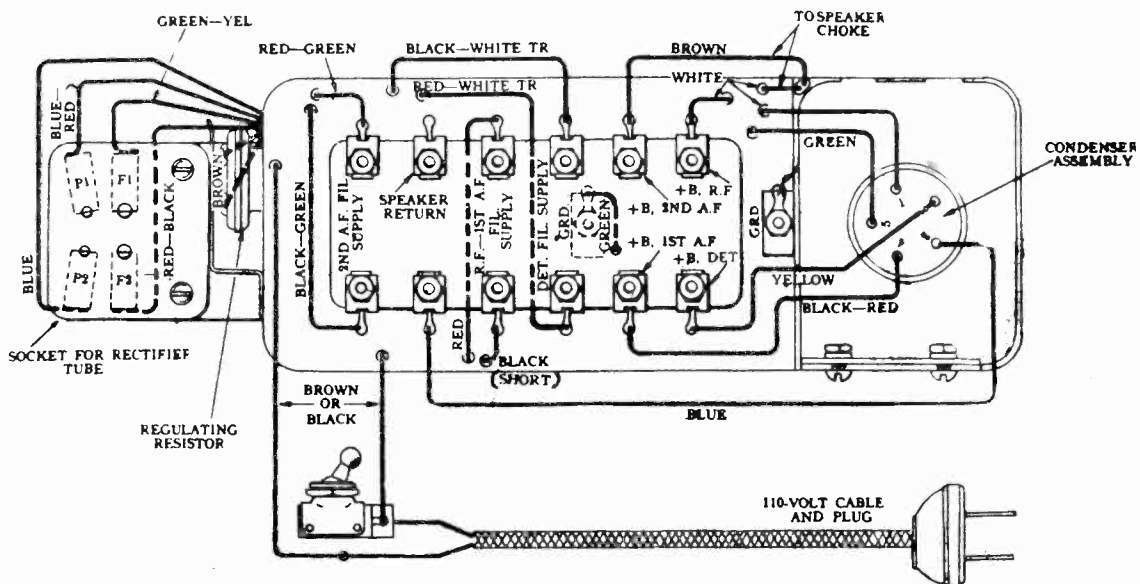 GREEN—YEL
RED—GREEN
BLACK—WHITE TR
BROWN
TO SPEAKER
CHOKE
WHITE
RED—WHITE TR
BLUE—
RED
GREEN
CONDENSER
ASSEMBLY
P1
F1
BROWN
RED—BLACK
BLACK—GREEN
2ND A.F. FIL
SUPPLY
SPEAKER
RETURN
R.F.—1ST A.F
FIL
SUPPLY
DET. FIL. SUPPLY
GRD
C
GREEN
+B, R.F
+B, 2ND A.F
+B, 1ST A.F
+B, DET
GRD
5
YELLOW
BLACK—RED
BLUE
P2
F2
RED
BLACK
(SHORT)
SOCKET FOR RECTIFIER
TUBE
BROWN
OR
BLACK
BLUE
REGULATING
RESISTOR
110-VOLT CABLE
AND PLUG